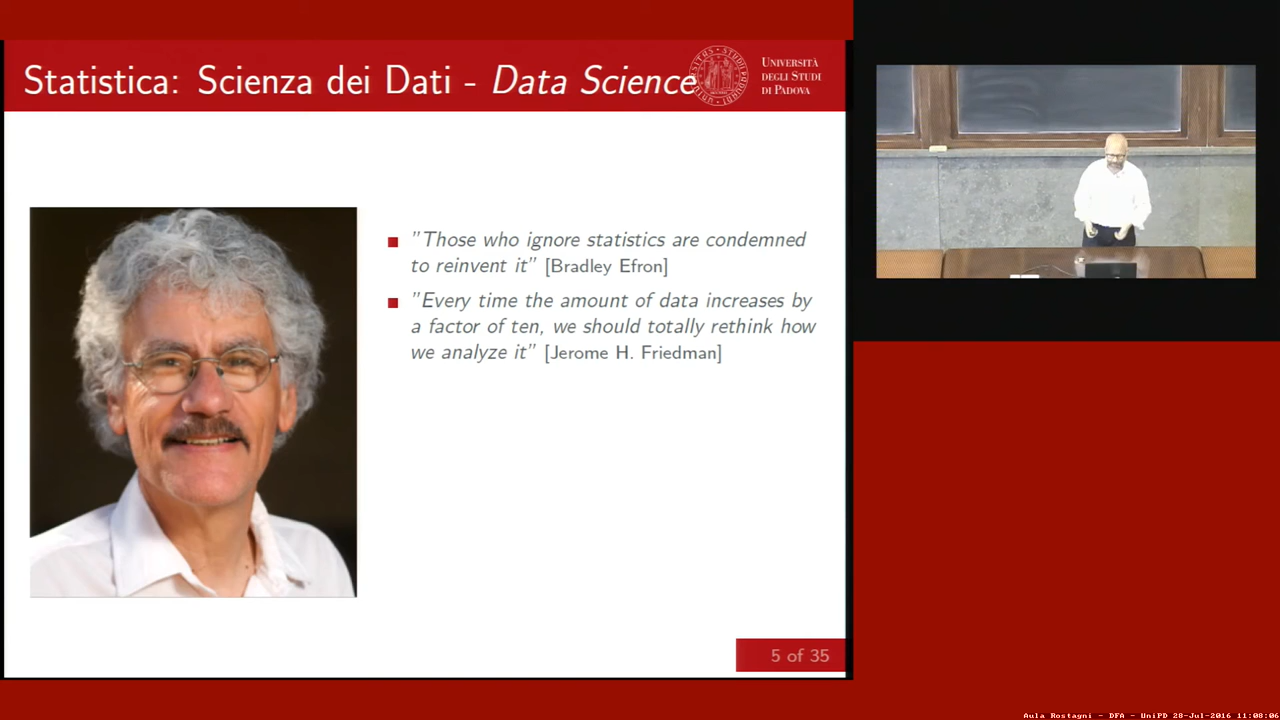 Statistica: Scienza dei Dati - Data Science
UNIVERSITÀ
DEGLI STUDI
DI PADOVA
"Those who ignore statistics are condemned
to reinvent it" [Bradley Efron]
"Every time the amount of data increases by
a factor of ten, we should totally rethink how
we analyze it" [Jerome H. Friedman]
5 of 35
Aula Rostagni - DFA - UniPD 28-Jul-2016 11:08:06